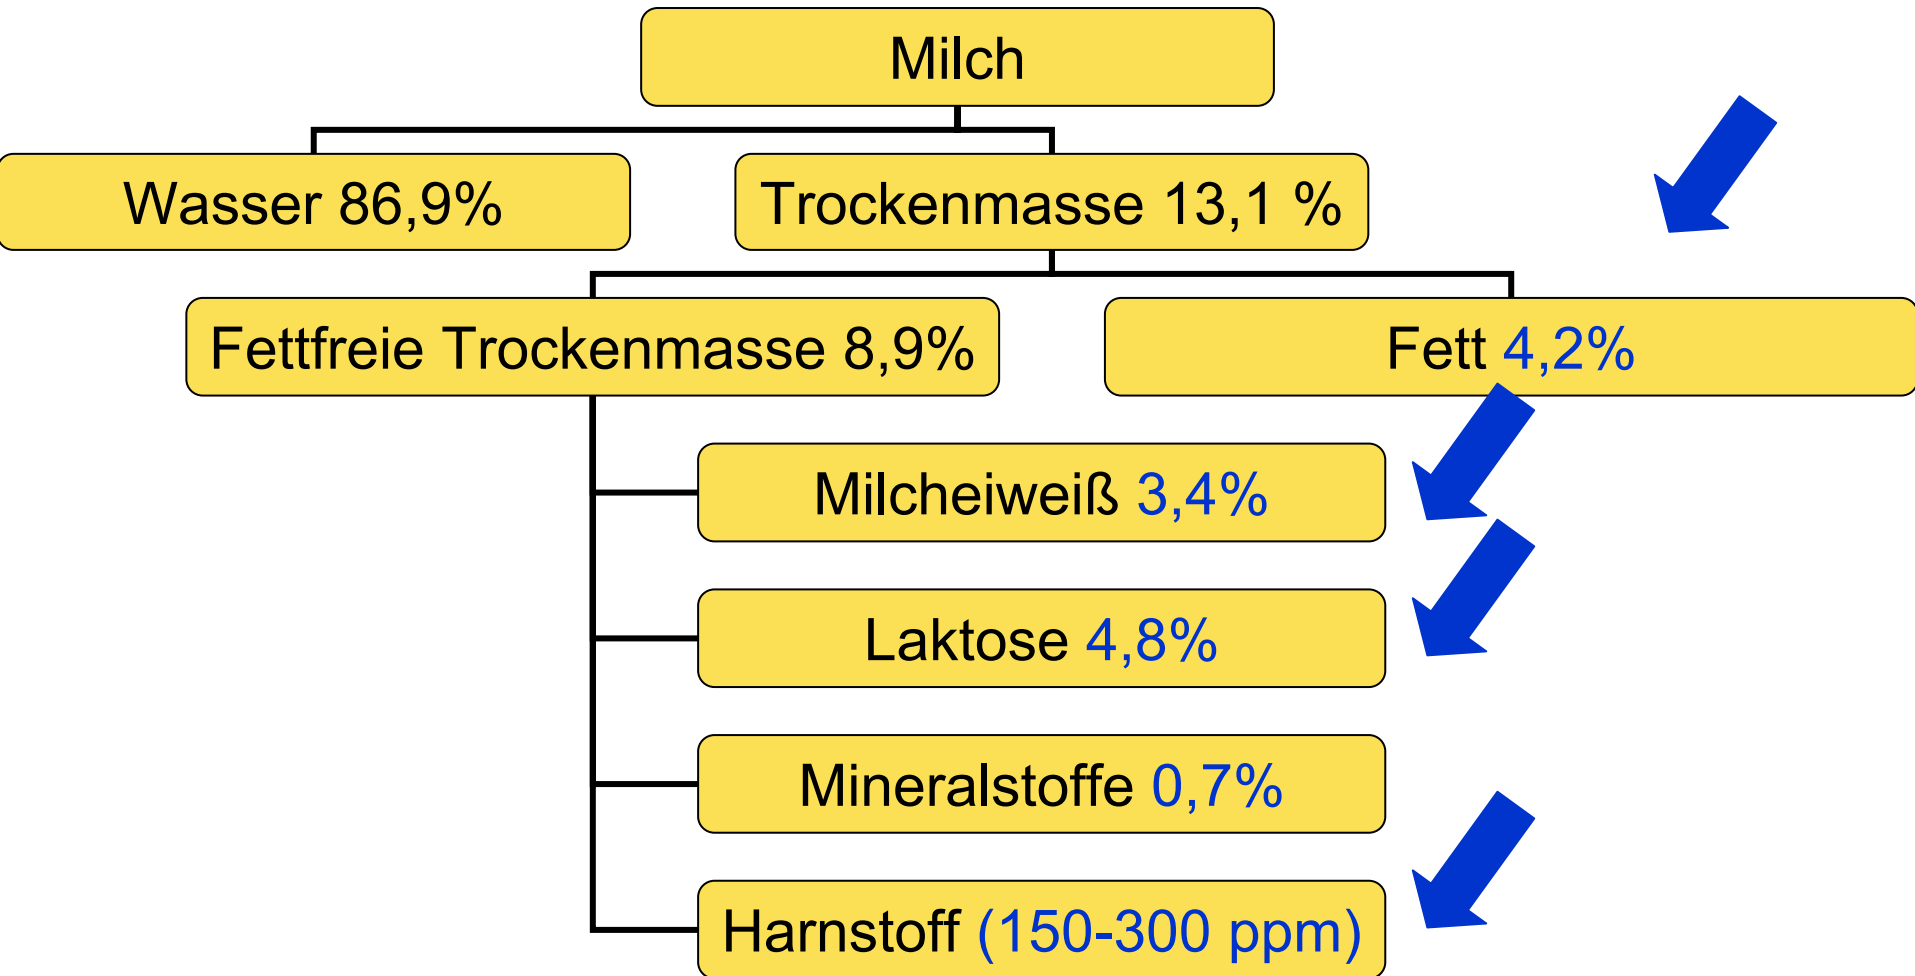 Milch
Wasser 86,9%
Trockenmasse 13,1 %
Fettfreie Trockenmasse 8,9%
Fett 4,2%
Milcheiweiß 3,4%
Laktose 4,8%
Mineralstoffe 0,7%
Harnstoff (150-300 ppm)